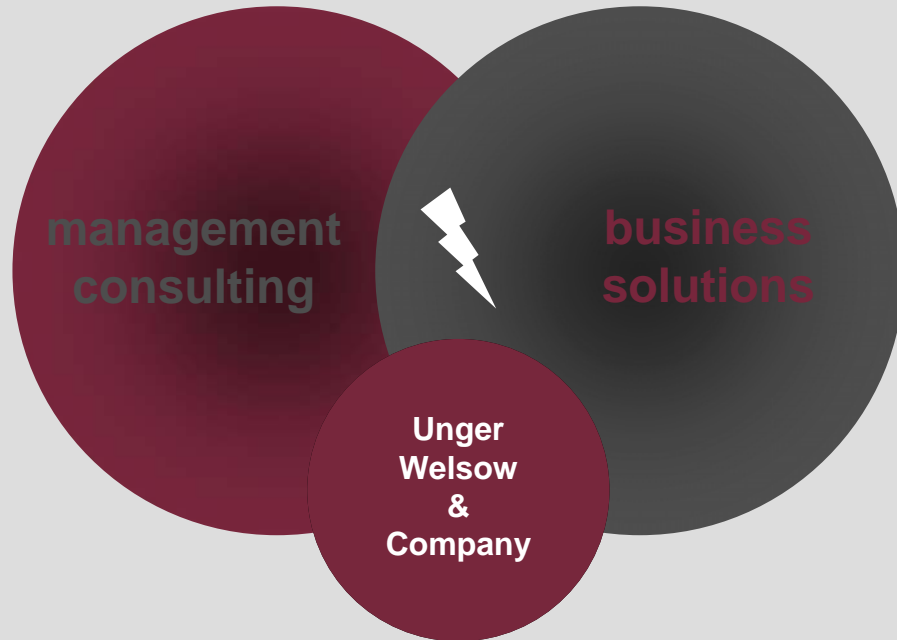 management
consulting
business
solutions
Unger
Welsow
&
Company